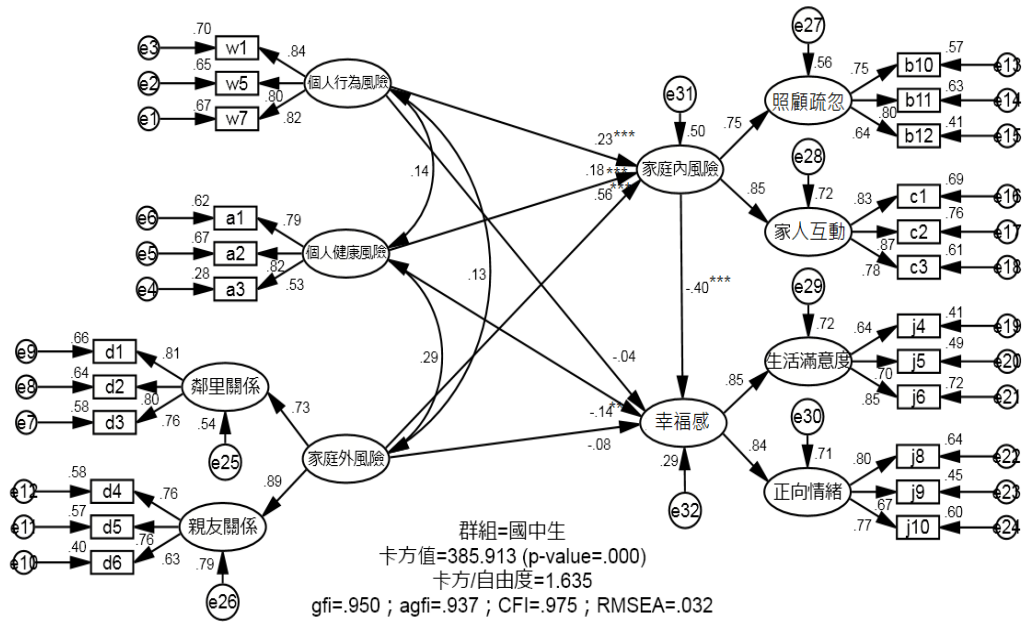 e27
.70
e3
w1
.84
.56
.57
b10
e13
.65
e2
w5
個人行為風險
.80
.75
照顧疏忽
.63
b11
e14
.67
e1
w7
.82
e31
.80
.41
b12
e15
.64
.50
.75
.23***
家庭內風險
e28
.14
.18***
.56***
.72
.69
c1
e16
.62
e6
a1
.79
.85
.83
家人互動
.76
c2
e17
.67
e5
a2
個人健康風險
.82
.87
.61
c3
e18
.78
.28
e4
a3
.53
.13
-.40***
e29
.72
.41
j4
e19
.64
.66
e9
d1
.81
.29
-.04
生活滿意度
.49
j5
e20
.64
e8
d2
鄰里關係
.80
.85
.70
.72
j6
e21
.85
.58
e7
d3
.76
.54
.73
-.14**
幸福感
e30
e25
家庭外風險
-.08
.84
.71
.64
j8
e22
.80
.29
.89
正向情緒
.45
j9
e23
.67
.58
e12
d4
.76
e32
.60
j10
e24
.77
.57
e11
d5
親友關係
.76
.40
e10
d6
.63
.79
e26
群組=國中生
卡方值=385.913 (p-value=.000)
卡方/自由度=1.635
gfi=.950；agfi=.937；CFI=.975；RMSEA=.032